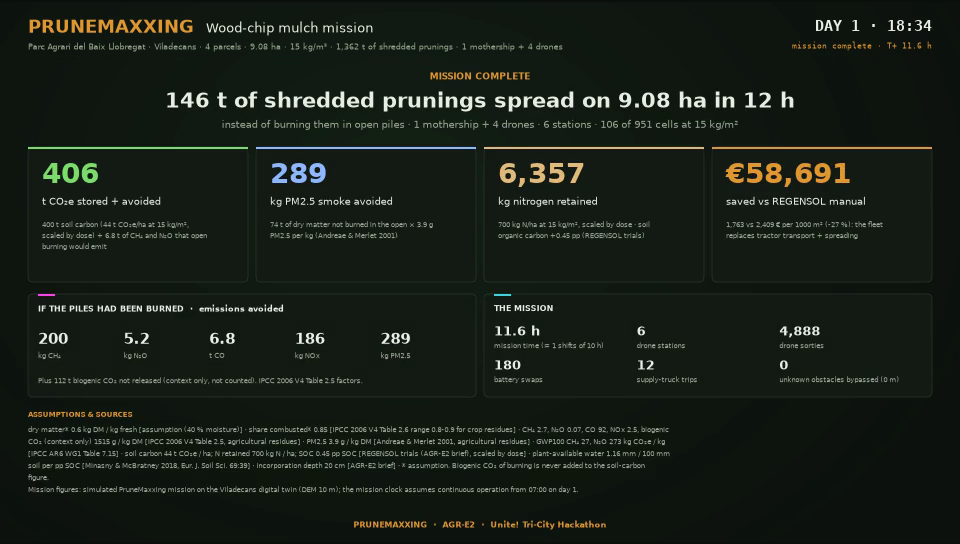 PRUNEMAXXING Wood-chip mulch mission
DAY 1 · 18:34
Parc Agrari del Baix Llobregat · Viladecans · 4 parcels · 9.08 ha · 15 kg/m² · 1,362 t of shredded prunings · 1 mothership + 4 drones
mission complete · T+ 11.6 h
MISSION COMPLETE
146 t of shredded prunings spread on 9.08 ha in 12 h
instead of burning them in open piles · 1 mothership + 4 drones · 6 stations · 106 of 951 cells at 15 kg/m²
406
t CO₂e stored + avoided
400 t soil carbon (44 t CO₂e/ha at 15 kg/m²,
scaled by dose) + 6.8 t of CH₄ and N₂O that open
burning would emit
289
kg PM2.5 smoke avoided
74 t of dry matter not burned in the open × 3.9 g
PM2.5 per kg (Andreae & Merlet 2001)
6,357
kg nitrogen retained
700 kg N/ha at 15 kg/m², scaled by dose · soil
organic carbon +0.45 pp (REGENSOL trials)
€58,691
saved vs REGENSOL manual
1,763 vs 2,409 € per 1000 m² (-27 %): the fleet
replaces tractor transport + spreading
IF THE PILES HAD BEEN BURNED · emissions avoided
200
kg CH₄
5.2
kg N₂O
6.8
t CO
186
kg NOx
289
kg PM2.5
Plus 112 t biogenic CO₂ not released (context only, not counted). IPCC 2006 V4 Table 2.5 factors.
THE MISSION
11.6 h
mission time (= 1 shifts of 10 h)
6
drone stations
4,888
drone sorties
180
battery swaps
12
supply-truck trips
0
unknown obstacles bypassed (0 m)
ASSUMPTIONS & SOURCES
dry matter* 0.6 kg DM / kg fresh [assumption (40 % moisture)] · share combusted* 0.85 [IPCC 2006 V4 Table 2.6 range 0.8-0.9 for crop residues] · CH₄ 2.7, N₂O 0.07, CO 92, NOx 2.5, biogenic
CO₂ (context only) 1515 g / kg DM [IPCC 2006 V4 Table 2.5, agricultural residues] · PM2.5 3.9 g / kg DM [Andreae & Merlet 2001, agricultural residues] · GWP100 CH₄ 27, N₂O 273 kg CO₂e / kg
[IPCC AR6 WG1 Table 7.15] · soil carbon 44 t CO₂e / ha; N retained 700 kg N / ha; SOC 0.45 pp SOC [REGENSOL trials (AGR-E2 brief), scaled by dose] · plant-available water 1.16 mm / 100 mm
soil per pp SOC [Minasny & McBratney 2018, Eur. J. Soil Sci. 69:39] · incorporation depth 20 cm [AGR-E2 brief] · * assumption. Biogenic CO₂ of burning is never added to the soil-carbon
figure.
Mission figures: simulated PruneMaxxing mission on the Viladecans digital twin (DEM 10 m); the mission clock assumes continuous operation from 07:00 on day 1.
PRUNEMAXXING · AGR-E2 · Unite! Tri-City Hackathon